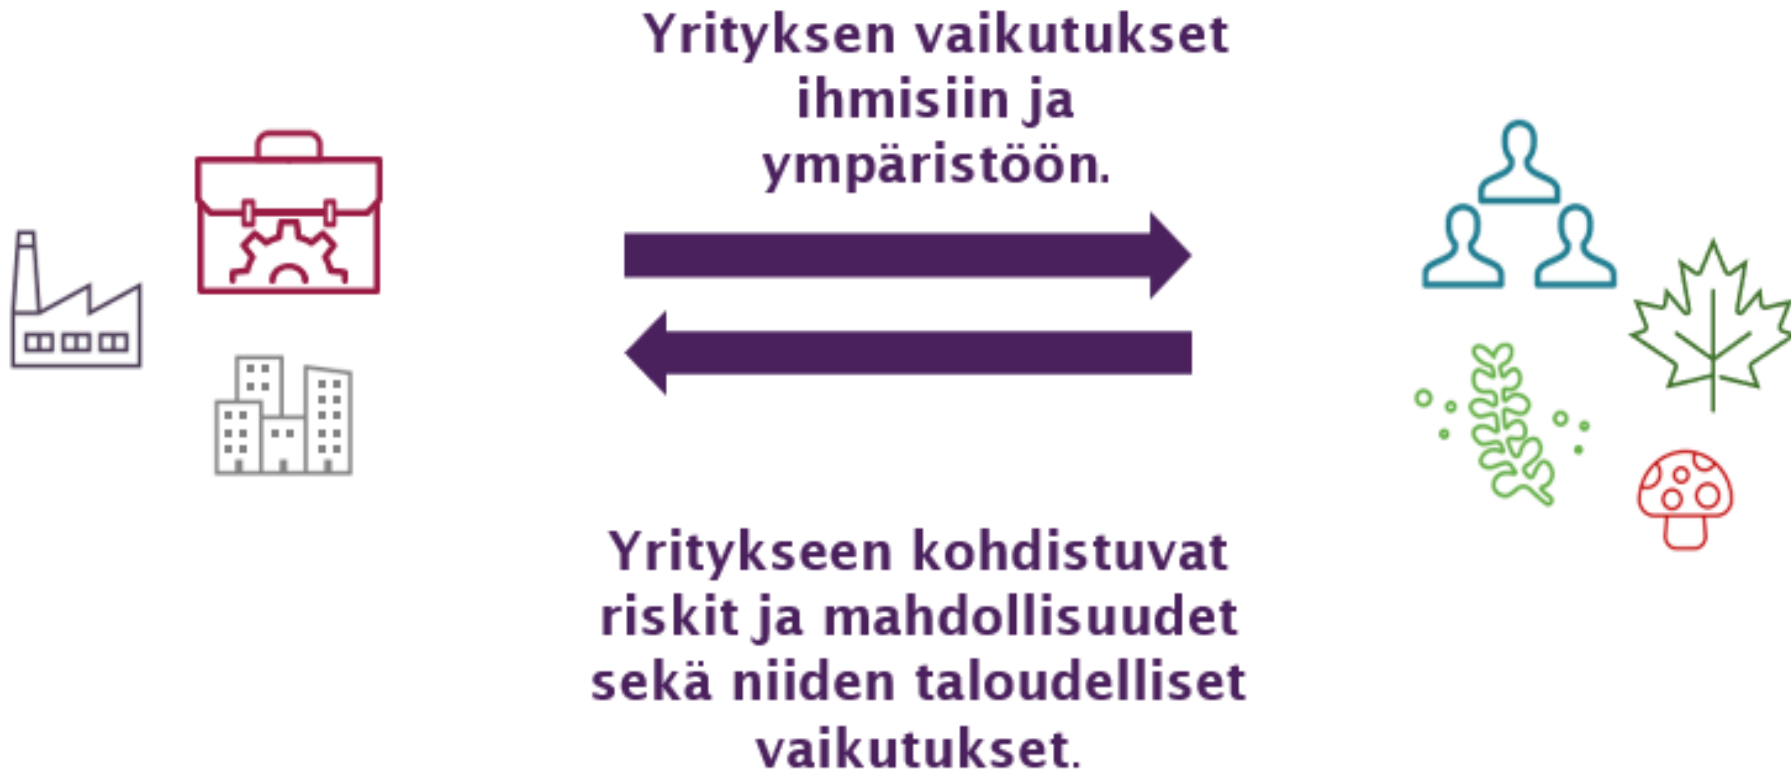 Yrityksen vaikutukset
ihmisiin ja
ympäristöön.
Yritykseen kohdistuvat
riskit ja mahdollisuudet
sekä niiden taloudelliset
vaikutukset.